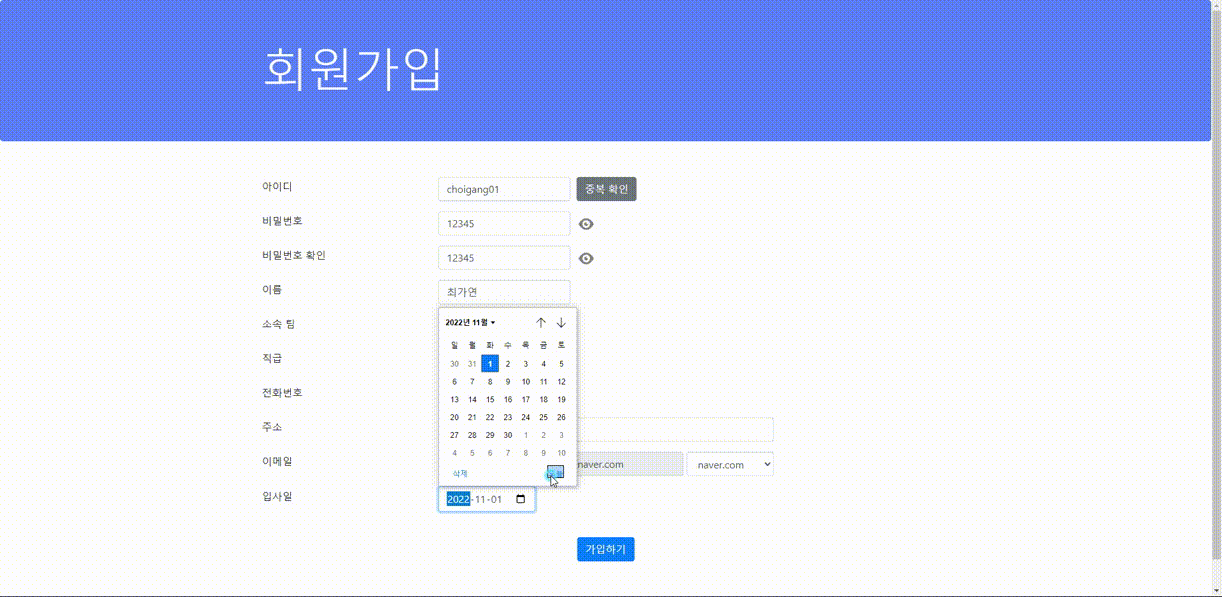 회원가입
아이디 choigang01 중복 확인
비밀번호 12345
비밀번호 확인 12345
이름 최가연
소속 팀
직급
전화번호
주소
이메일 naver.com naver.com
입사일 2022-11-01
2022년 11월
일 월 화 수 목 금 토
30 31 1 2 3 4 5
6 7 8 9 10 11 12
13 14 15 16 17 18 19
20 21 22 23 24 25 26
27 28 29 30 1 2 3
4 5 6 7 8 9 10
삭제
가입하기